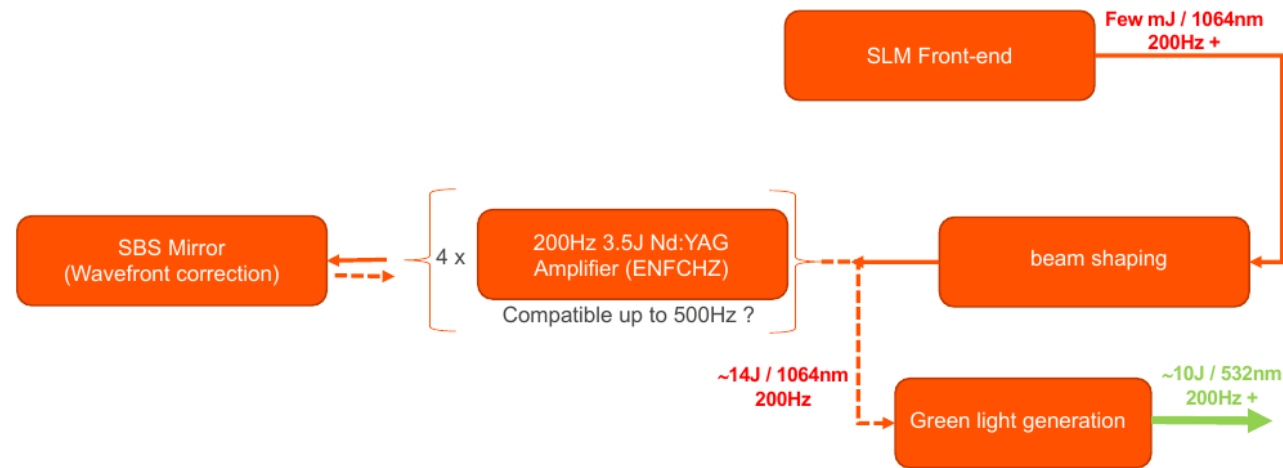 SLM Front-end
Few mJ / 1064nm
200Hz +
SBS Mirror
(Wavefront correction)
4 x
200Hz 3.5J Nd:YAG
Amplifier (ENFCHZ)
Compatible up to 500Hz ?
beam shaping
~14J / 1064nm
200Hz
Green light generation
~10J / 532nm
200Hz +